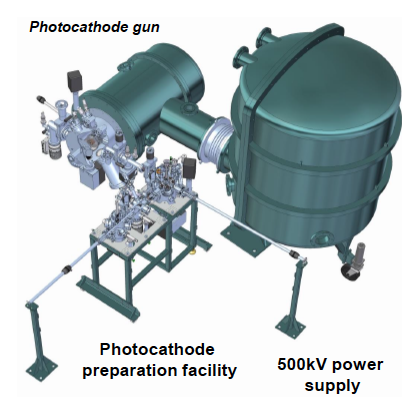 Photocathode gun
Photocathode
preparation facility
500kV power
supply